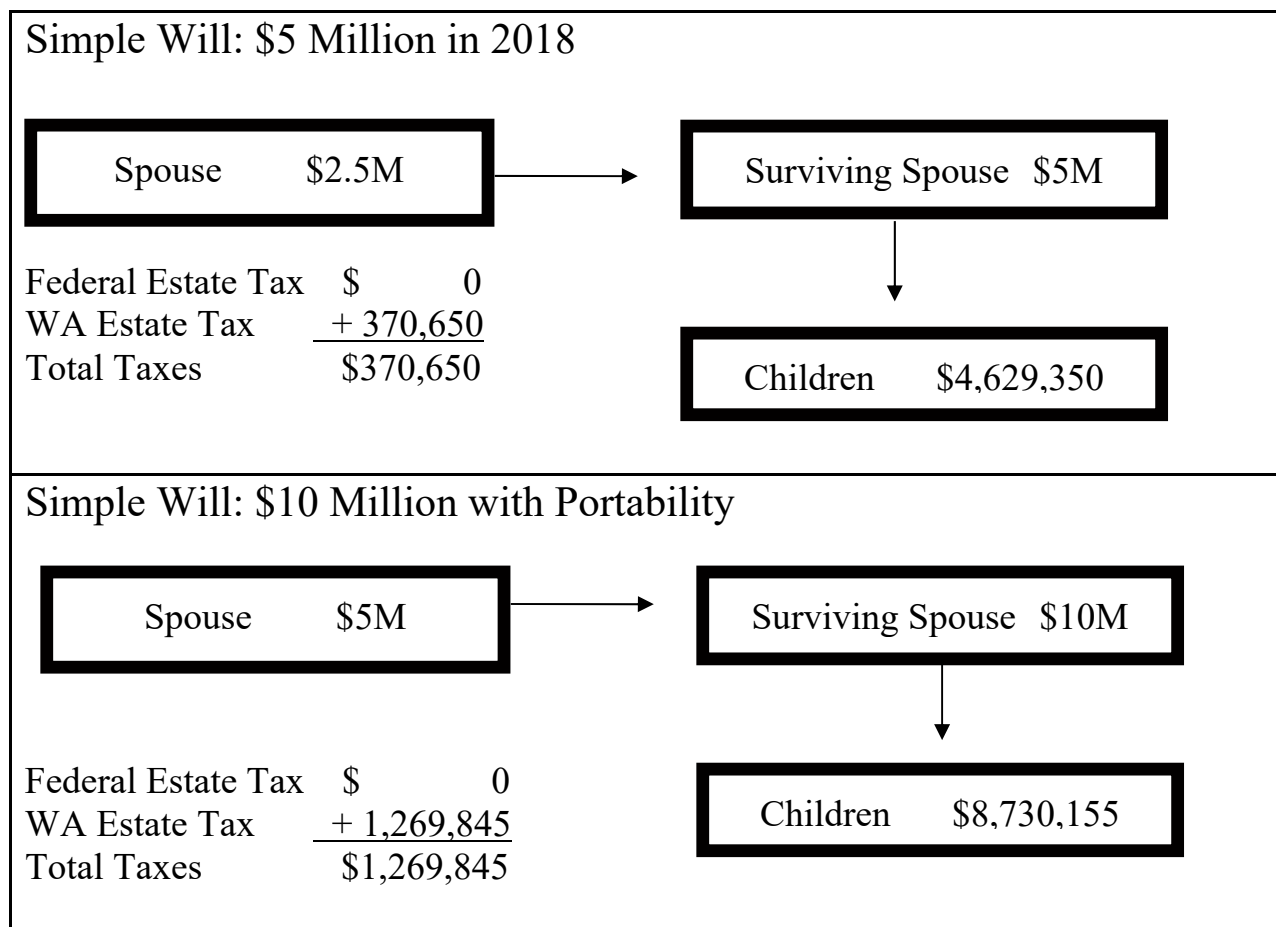 Simple Will: $5 Million in 2018
Spouse $2.5M
Surviving Spouse $5M
Federal Estate Tax $ 0
WA Estate Tax + 370,650
Total Taxes $370,650
Children $4,629,350
Simple Will: $10 Million with Portability
Spouse $5M
Surviving Spouse $10M
Federal Estate Tax $ 0
WA Estate Tax + 1,269,845
Total Taxes $1,269,845
Children $8,730,155